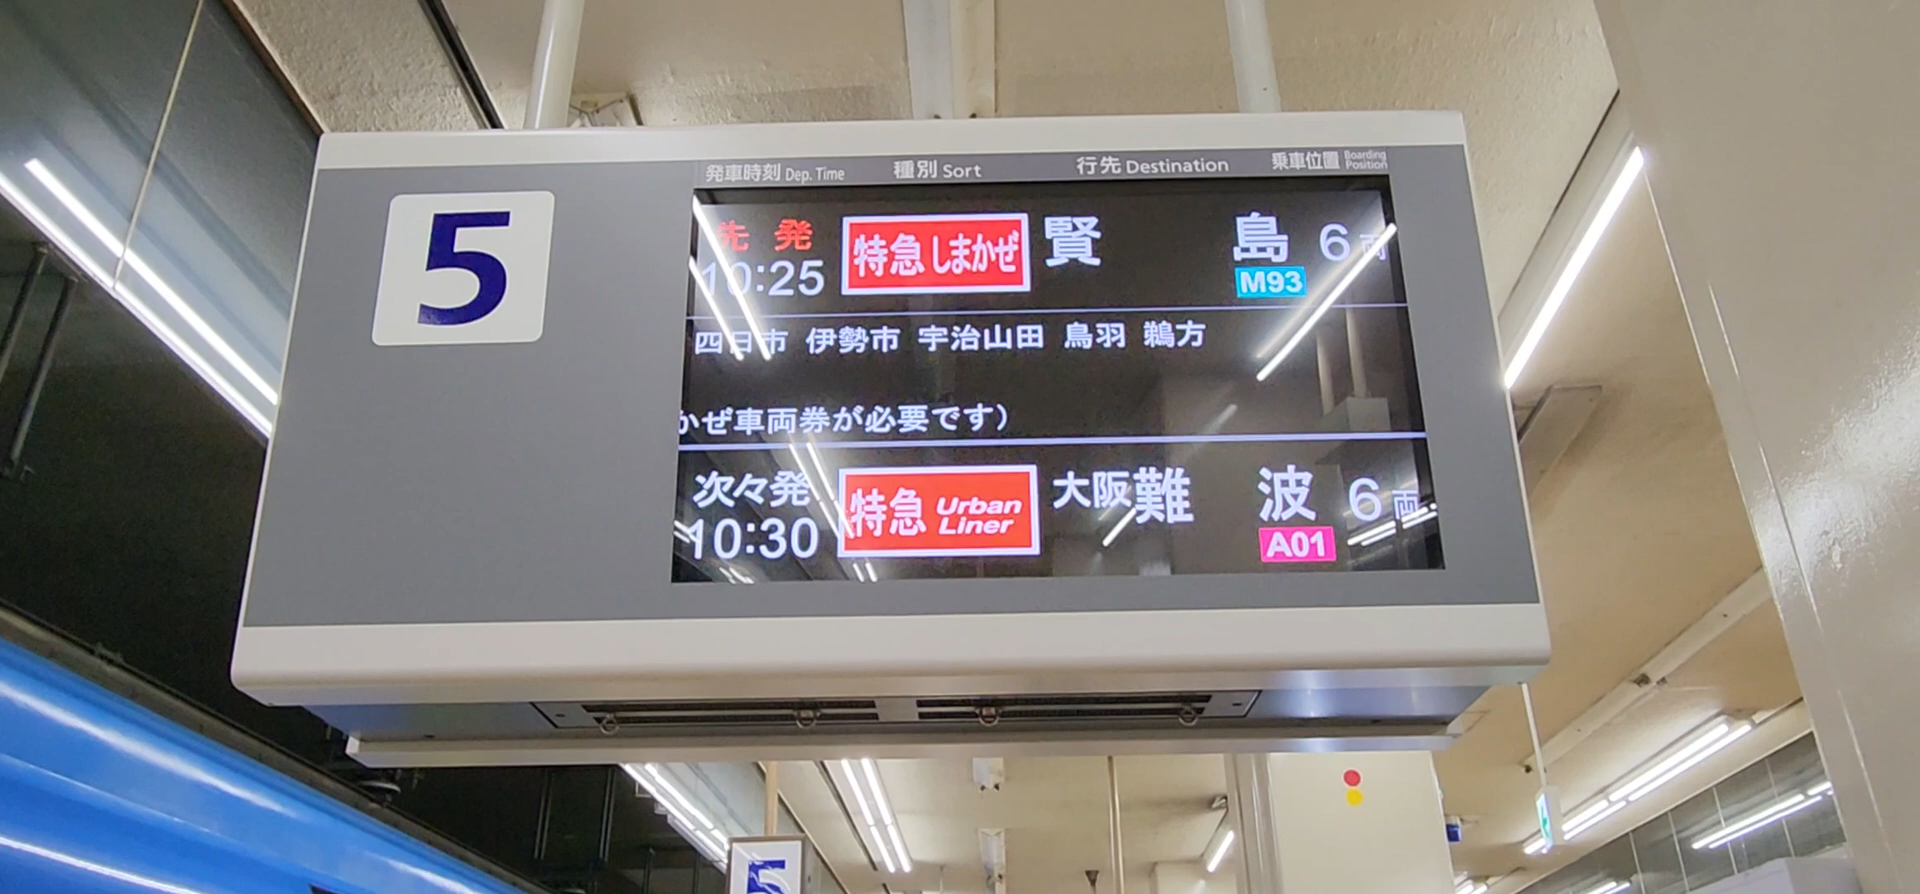 5
発車時刻 Dep. Time 種別 Sort 行先 Destination 乗車位置 Boarding Position
先発
10:25 特急 しまかぜ 賢島 6両
M93
四日市 伊勢市 宇治山田 鳥羽 鵜方
かぜ車両券が必要です）
次々発
10:30 特急 Urban Liner 大阪難波 6両
A01
5